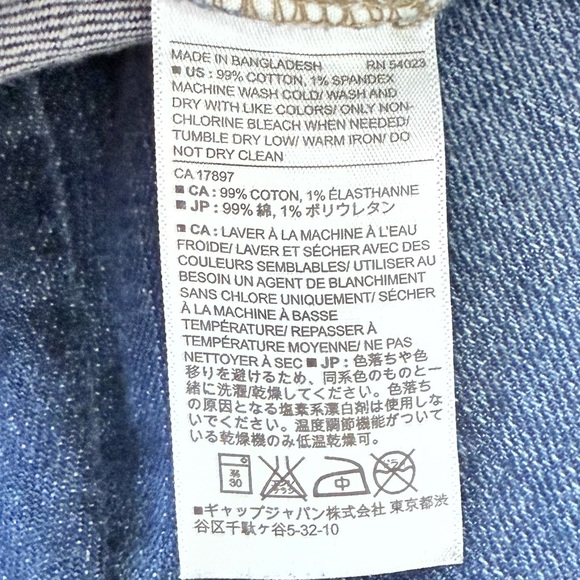 MADE IN BANGLADESH RN 54023
■ US : 99% COTTON, 1% SPANDEX
MACHINE WASH COLD/ WASH AND
DRY WITH LIKE COLORS/ ONLY NON-
CHLORINE BLEACH WHEN NEEDED/
TUMBLE DRY LOW/ WARM IRON/ DO
NOT DRY CLEAN
CA 17897
■ CA : 99% COTON, 1% ÉLASTHANNE
■ JP : 99% 綿, 1% ポリウレタン
■ CA : LAVER À LA MACHINE À L'EAU
FROIDE/ LAVER ET SÉCHER AVEC DES
COULEURS SEMBLABLES/ UTILISER AU
BESOIN UN AGENT DE BLANCHIMENT
SANS CHLORE UNIQUEMENT/ SÉCHER
À LA MACHINE À BASSE
TEMPÉRATURE/ REPASSER À
TEMPÉRATURE MOYENNE/ NE PAS
NETTOYER À SEC ■ JP : 色落ちや色
移りを避けるため、同系色のものと一
緒に洗濯/乾燥してください。色落ち
の原因となる塩素系漂白剤は使用しな
いでください。温度調節機能がついて
いる乾燥機のみ低温乾燥可。
弱
30 エンソ
サラシ 中
■ギャップジャパン株式会社 東京都渋
谷区千駄ヶ谷5-32-10